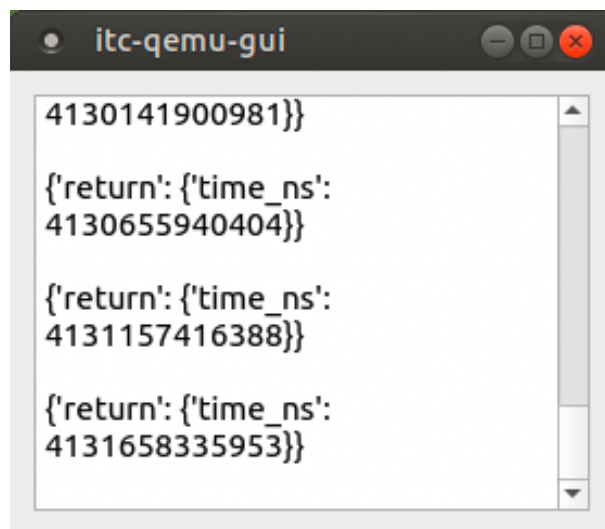 itc-qemu-gui
4130141900981}}
{'return': {'time_ns':
4130655940404}}
{'return': {'time_ns':
4131157416388}}
{'return': {'time_ns':
4131658335953}}